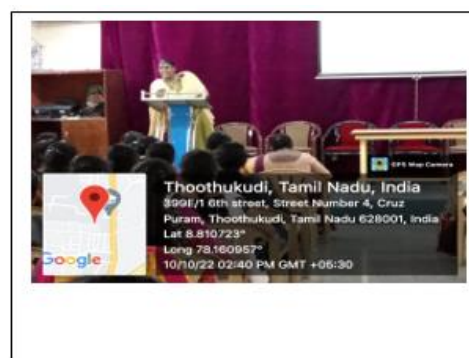 GPS Map Camera
Thoothukudi, Tamil Nadu, India
399E/1 6th street, Street Number 4, Cruz
Puram, Thoothukudi, Tamil Nadu 628001, India
Lat 8.810723°
Long 78.160957°
10/10/22 02:40 PM GMT +05:30
Google